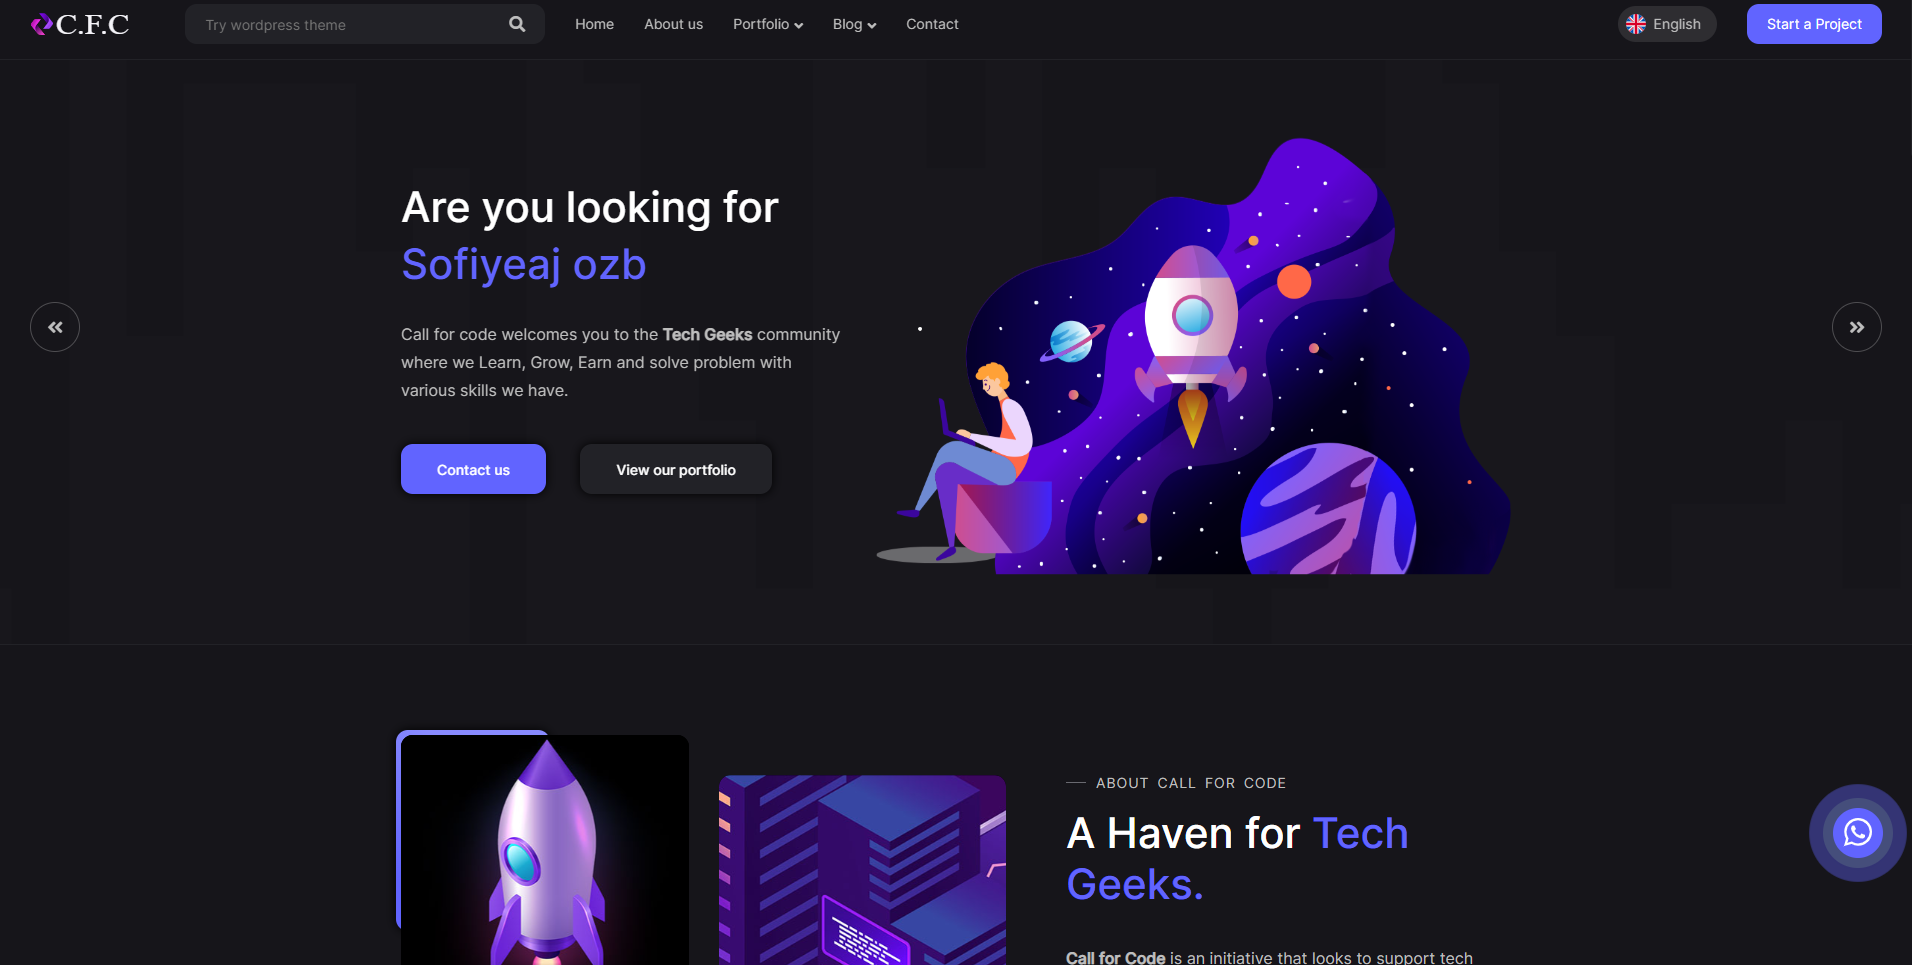 C.F.C
Try wordpress theme
Home
About us
Portfolio
Blog
Contact
English
Start a Project
Are you looking for
Sofiyeaj ozb
Call for code welcomes you to the Tech Geeks community
where we Learn, Grow, Earn and solve problem with
various skills we have.
Contact us
View our portfolio
ABOUT CALL FOR CODE
A Haven for Tech
Geeks.
Call for Code is an initiative that looks to support tech